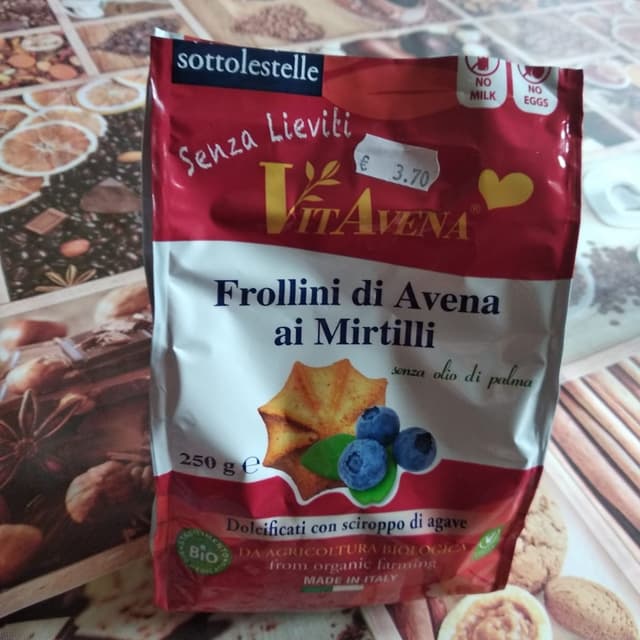 sottolestelle
NO MILK
NO EGGS
Senza Lieviti
€ 3.70
VITAVENA®
Frollini di Avena
ai Mirtilli
senza olio di palma
250 g e
Dolcificati con sciroppo di agave
BIO
DA AGRICOLTURA BIOLOGICA
from organic farming
MADE IN ITALY